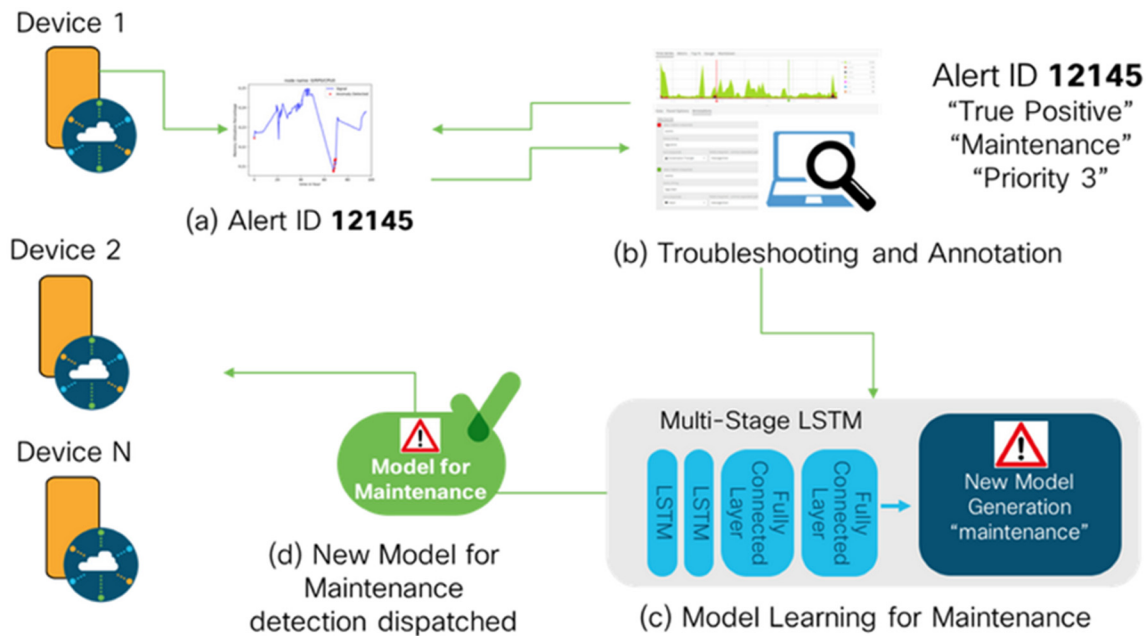 Device 1
(a) Alert ID 12145
Alert ID 12145
“True Positive”
“Maintenance”
“Priority 3”
(b) Troubleshooting and Annotation
Device 2
Device N
Model for
Maintenance
(d) New Model for
Maintenance
detection dispatched
Multi-Stage LSTM
LSTM
LSTM
Fully
Connected
Layer
Fully
Connected
Layer
New Model
Generation
“maintenance”
(c) Model Learning for Maintenance